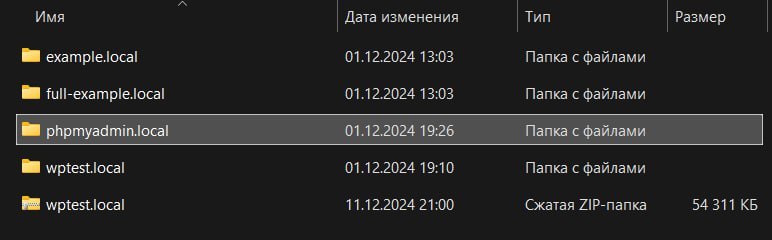 Имя Дата изменения Тип Размер
example.local 01.12.2024 13:03 Папка с файлами
full-example.local 01.12.2024 13:03 Папка с файлами
phpmyadmin.local 01.12.2024 19:26 Папка с файлами
wptest.local 01.12.2024 19:10 Папка с файлами
wptest.local 11.12.2024 21:00 Сжатая ZIP-папка 54 311 КБ